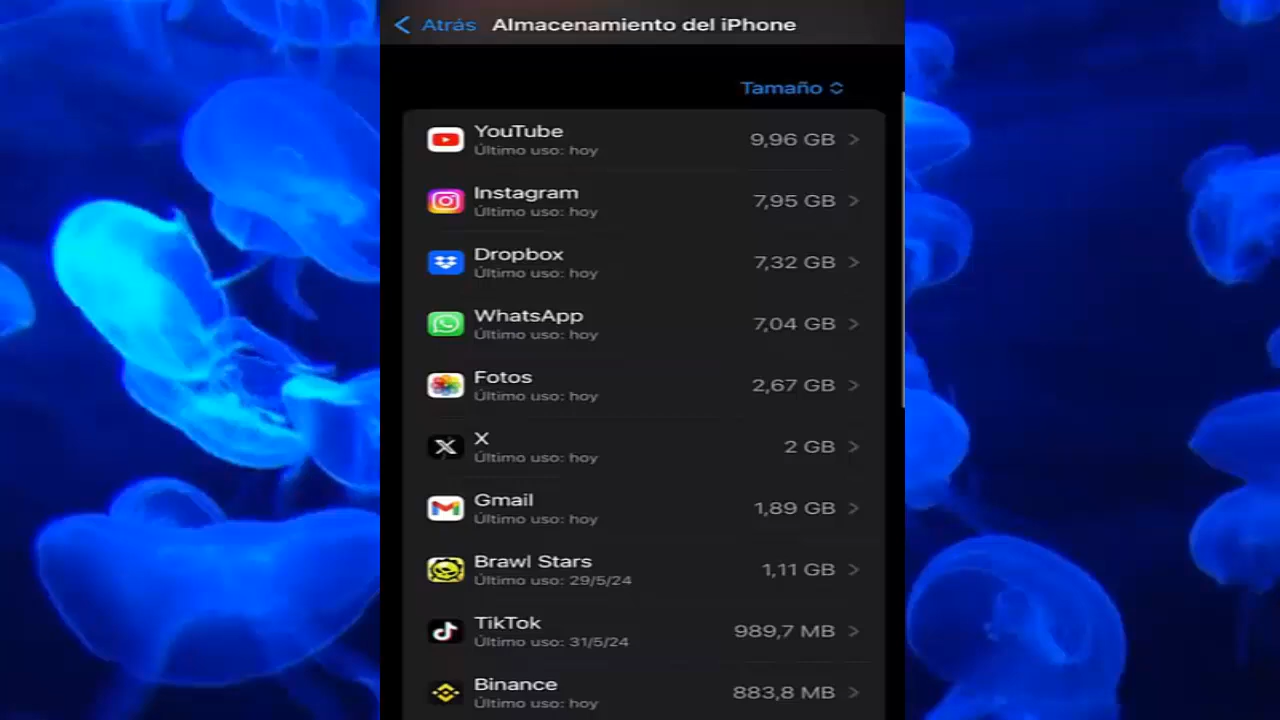 Atrás Almacenamiento del iPhone
Tamaño
YouTube 9,96 GB
Último uso: hoy
Instagram 7,95 GB
Último uso: hoy
Dropbox 7,32 GB
Último uso: hoy
WhatsApp 7,04 GB
Último uso: hoy
Fotos 2,67 GB
Último uso: hoy
X 2 GB
Último uso: hoy
Gmail 1,89 GB
Último uso: hoy
Brawl Stars 1,11 GB
Último uso: 29/5/24
TikTok 989,7 MB
Último uso: 31/5/24
Binance 883,8 MB
Último uso: hoy